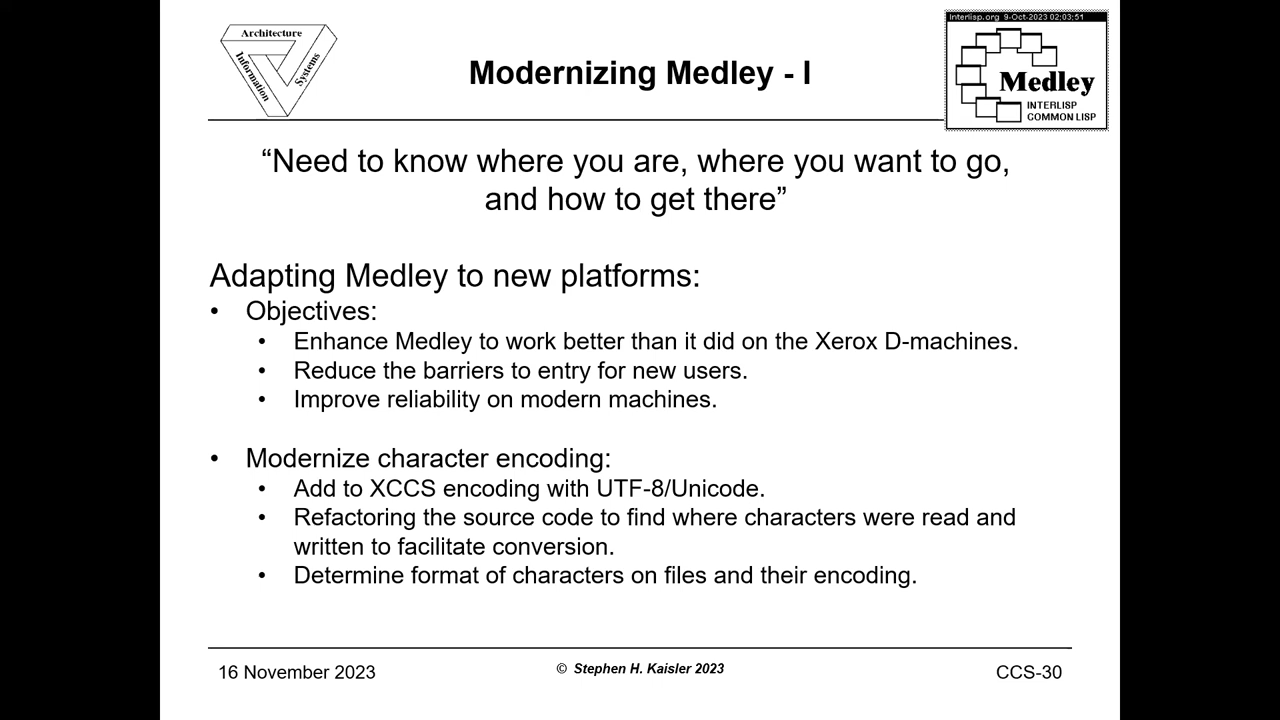 Architecture
Information
Systems
Modernizing Medley - I
Interlisp.org 9-Oct-2023 02:03:51
Medley
INTERLISP
COMMON LISP
“Need to know where you are, where you want to go,
and how to get there”
Adapting Medley to new platforms:
• Objectives:
• Enhance Medley to work better than it did on the Xerox D-machines.
• Reduce the barriers to entry for new users.
• Improve reliability on modern machines.
• Modernize character encoding:
• Add to XCCS encoding with UTF-8/Unicode.
• Refactoring the source code to find where characters were read and
written to facilitate conversion.
• Determine format of characters on files and their encoding.
16 November 2023
© Stephen H. Kaisler 2023
CCS-30